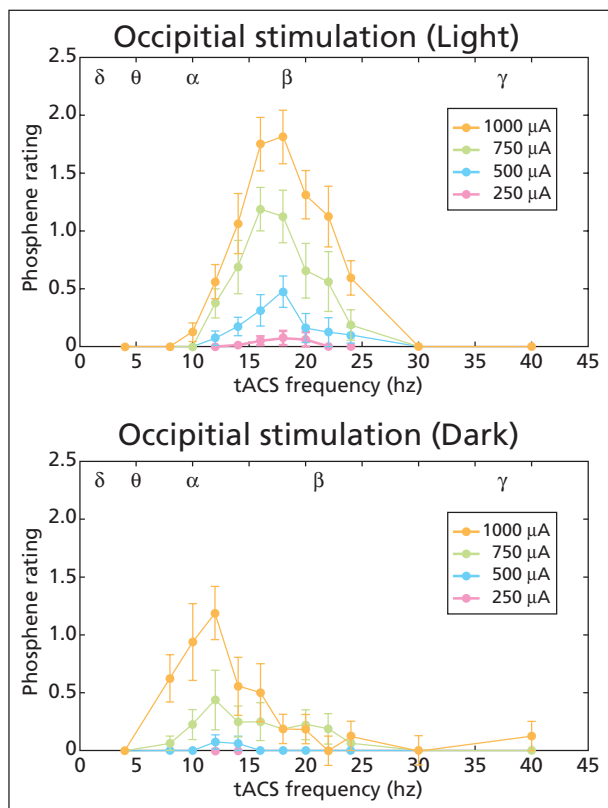 Occipitial stimulation (Light)
2.5
δ θ α β γ
2.0
1000 μA
750 μA
500 μA
250 μA
1.5
Phosphene rating
1.0
0.5
0
0 5 10 15 20 25 30 35 40 45
tACS frequency (hz)
Occipitial stimulation (Dark)
2.5
δ θ α β γ
2.0
1000 μA
750 μA
500 μA
250 μA
1.5
Phosphene rating
1.0
0.5
0
0 5 10 15 20 25 30 35 40 45
tACS frequency (hz)